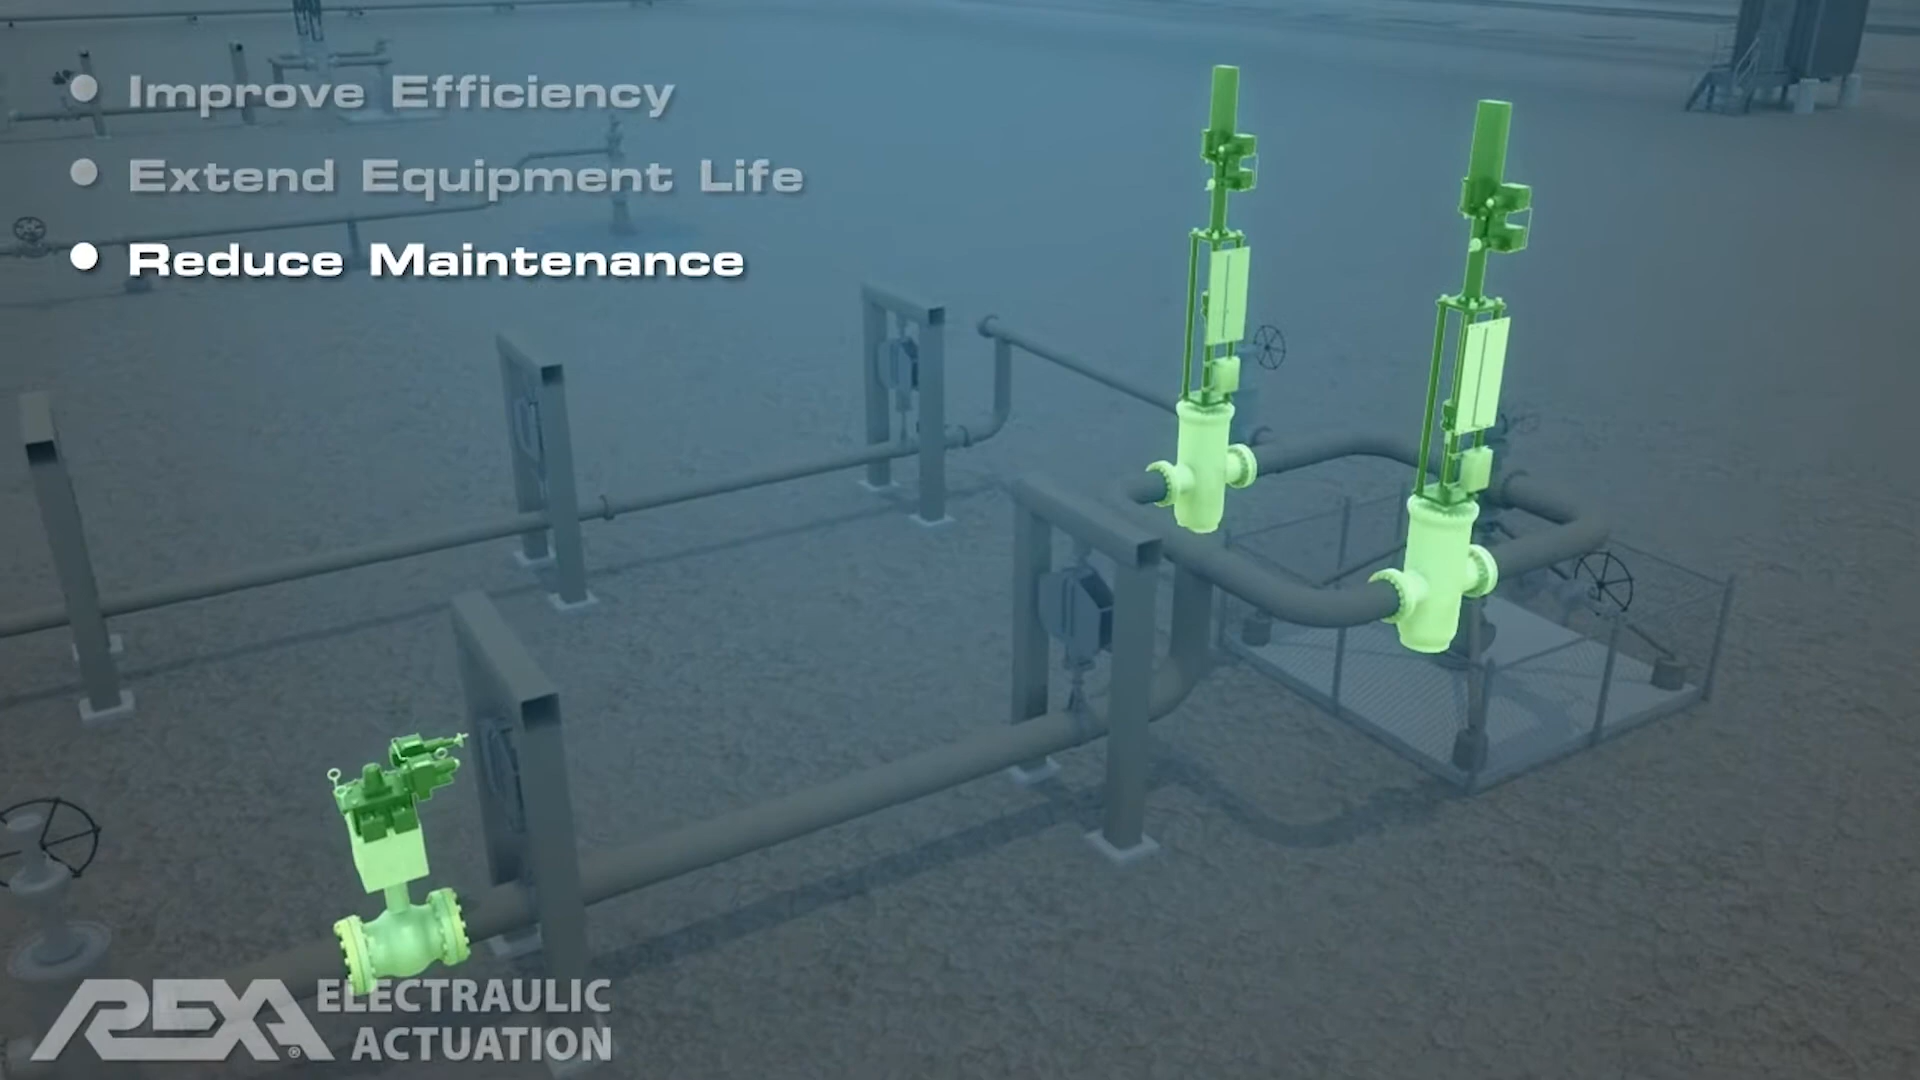 Improve Efficiency
Extend Equipment Life
Reduce Maintenance
REXA® ELECTRAULIC
ACTUATION